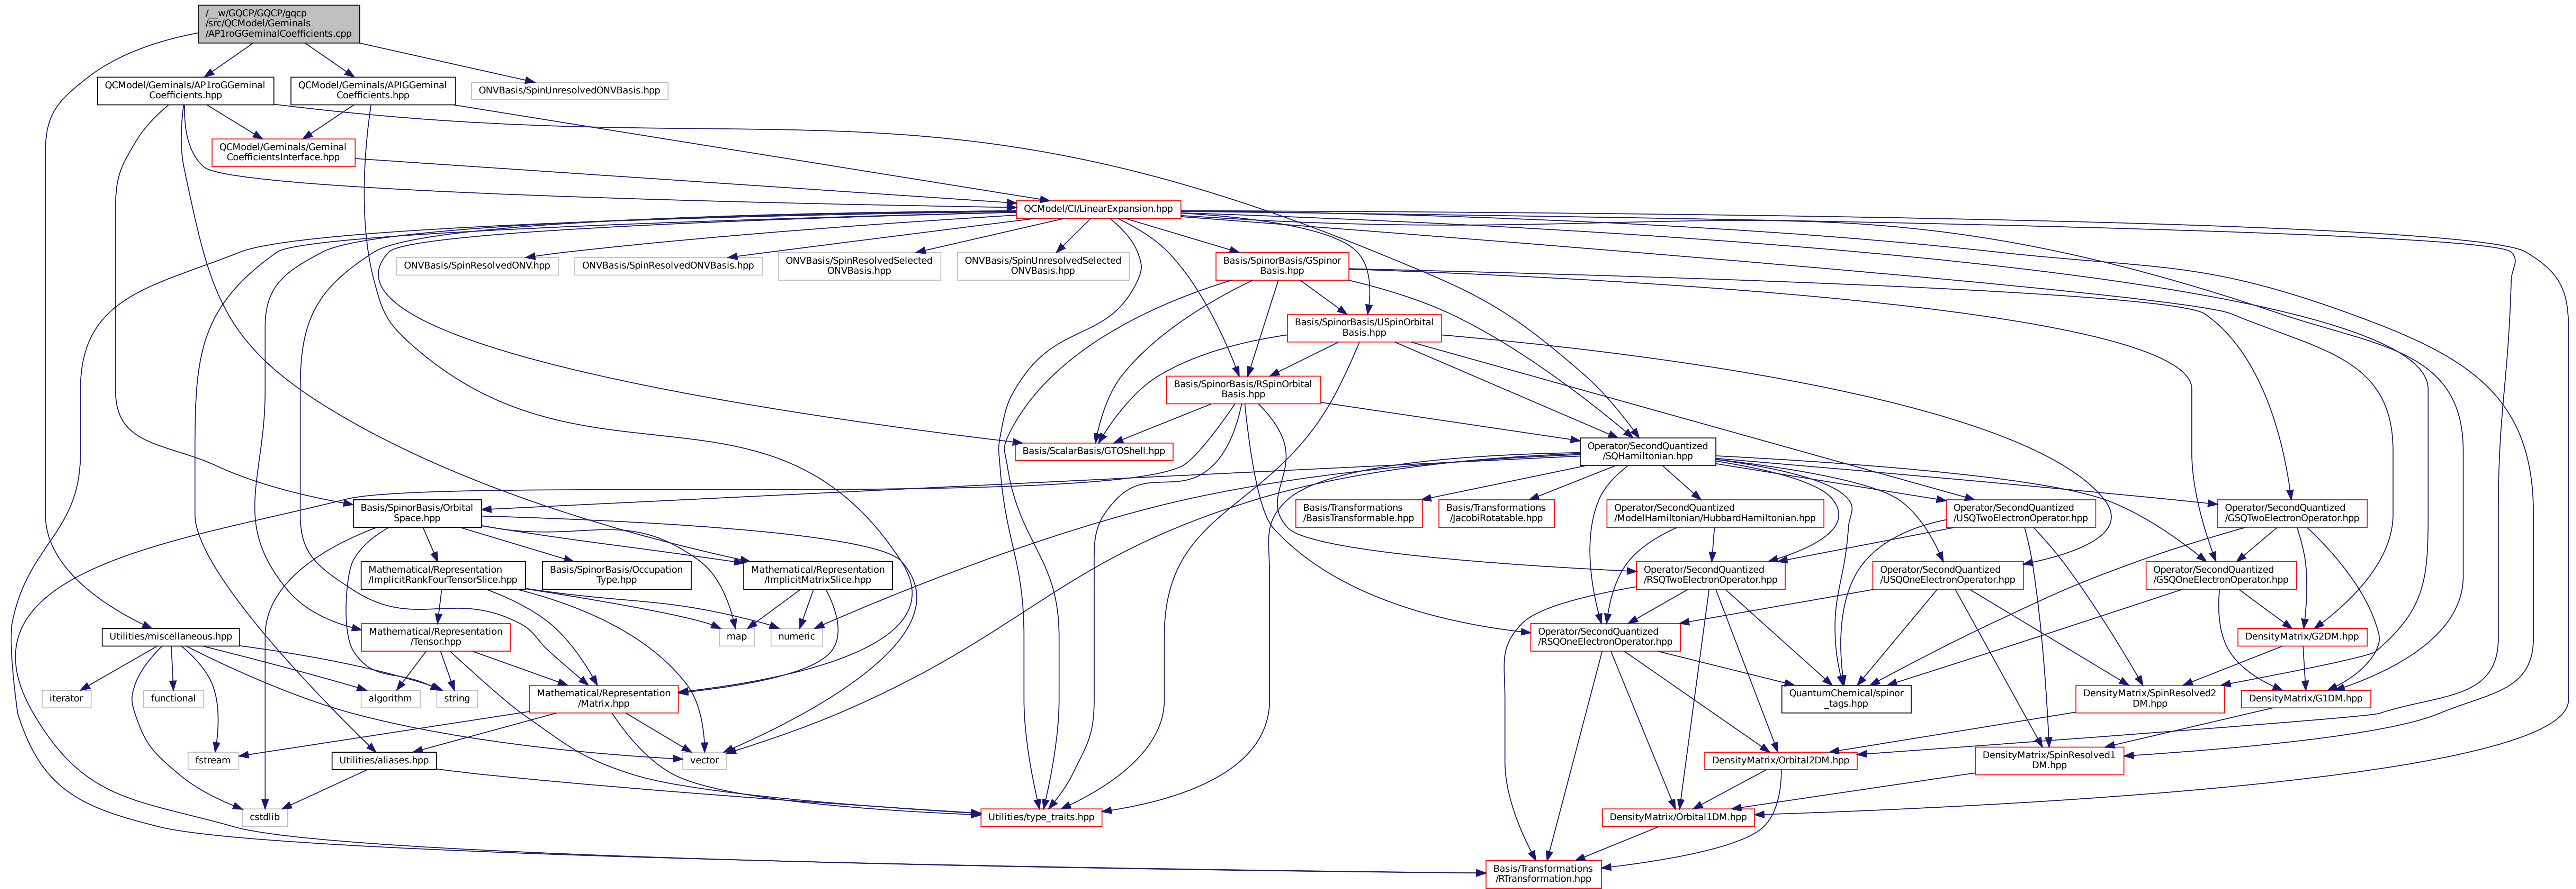 /__w/GQCP/GQCP/gqcp
/src/QCModel/Geminals
/AP1roGGeminalCoefficients.cpp
QCModel/Geminals/AP1roGGeminal
Coefficients.hpp
QCModel/Geminals/APIGGeminal
Coefficients.hpp
ONVBasis/SpinUnresolvedONVBasis.hpp
QCModel/Geminals/Geminal
CoefficientsInterface.hpp
QCModel/CI/LinearExpansion.hpp
ONVBasis/SpinResolvedONV.hpp
ONVBasis/SpinResolvedONVBasis.hpp
ONVBasis/SpinResolvedSelected
ONVBasis.hpp
ONVBasis/SpinUnresolvedSelected
ONVBasis.hpp
Basis/SpinorBasis/GSpinor
Basis.hpp
Basis/SpinorBasis/USpinOrbital
Basis.hpp
Basis/SpinorBasis/RSpinOrbital
Basis.hpp
Basis/ScalarBasis/GTOShell.hpp
Operator/SecondQuantized
/SQHamiltonian.hpp
Basis/SpinorBasis/Orbital
Space.hpp
Basis/Transformations
/BasisTransformable.hpp
Basis/Transformations
/JacobiRotatable.hpp
Operator/SecondQuantized
/ModelHamiltonian/HubbardHamiltonian.hpp
Operator/SecondQuantized
/USQTwoElectronOperator.hpp
Operator/SecondQuantized
/GSQTwoElectronOperator.hpp
Mathematical/Representation
/ImplicitRankFourTensorSlice.hpp
Basis/SpinorBasis/Occupation
Type.hpp
Mathematical/Representation
/ImplicitMatrixSlice.hpp
Operator/SecondQuantized
/RSQTwoElectronOperator.hpp
Operator/SecondQuantized
/USQOneElectronOperator.hpp
Operator/SecondQuantized
/GSQOneElectronOperator.hpp
Utilities/miscellaneous.hpp
Mathematical/Representation
/Tensor.hpp
map
numeric
Operator/SecondQuantized
/RSQOneElectronOperator.hpp
DensityMatrix/G2DM.hpp
iterator
functional
algorithm
string
Mathematical/Representation
/Matrix.hpp
QuantumChemical/spinor
_tags.hpp
DensityMatrix/SpinResolved2
DM.hpp
DensityMatrix/G1DM.hpp
fstream
Utilities/aliases.hpp
vector
DensityMatrix/Orbital2DM.hpp
DensityMatrix/SpinResolved1
DM.hpp
cstdlib
Utilities/type_traits.hpp
DensityMatrix/Orbital1DM.hpp
Basis/Transformations
/RTransformation.hpp